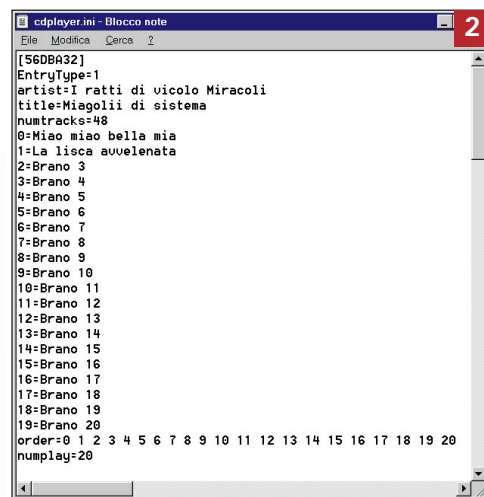 cdplayer.ini - Blocco note
2
File Modifica Cerca ?
[56DBA32]
EntryType=1
artist=I ratti di vicolo Miracoli
title=Miagolii di sistema
numtracks=48
0=Miao miao bella mia
1=La lisca avvelenata
2=Brano 3
3=Brano 4
4=Brano 5
5=Brano 6
6=Brano 7
7=Brano 8
8=Brano 9
9=Brano 10
10=Brano 11
11=Brano 12
12=Brano 13
13=Brano 14
14=Brano 15
15=Brano 16
16=Brano 17
17=Brano 18
18=Brano 19
19=Brano 20
order=0 1 2 3 4 5 6 7 8 9 10 11 12 13 14 15 16 17 18 19 20
numplay=20